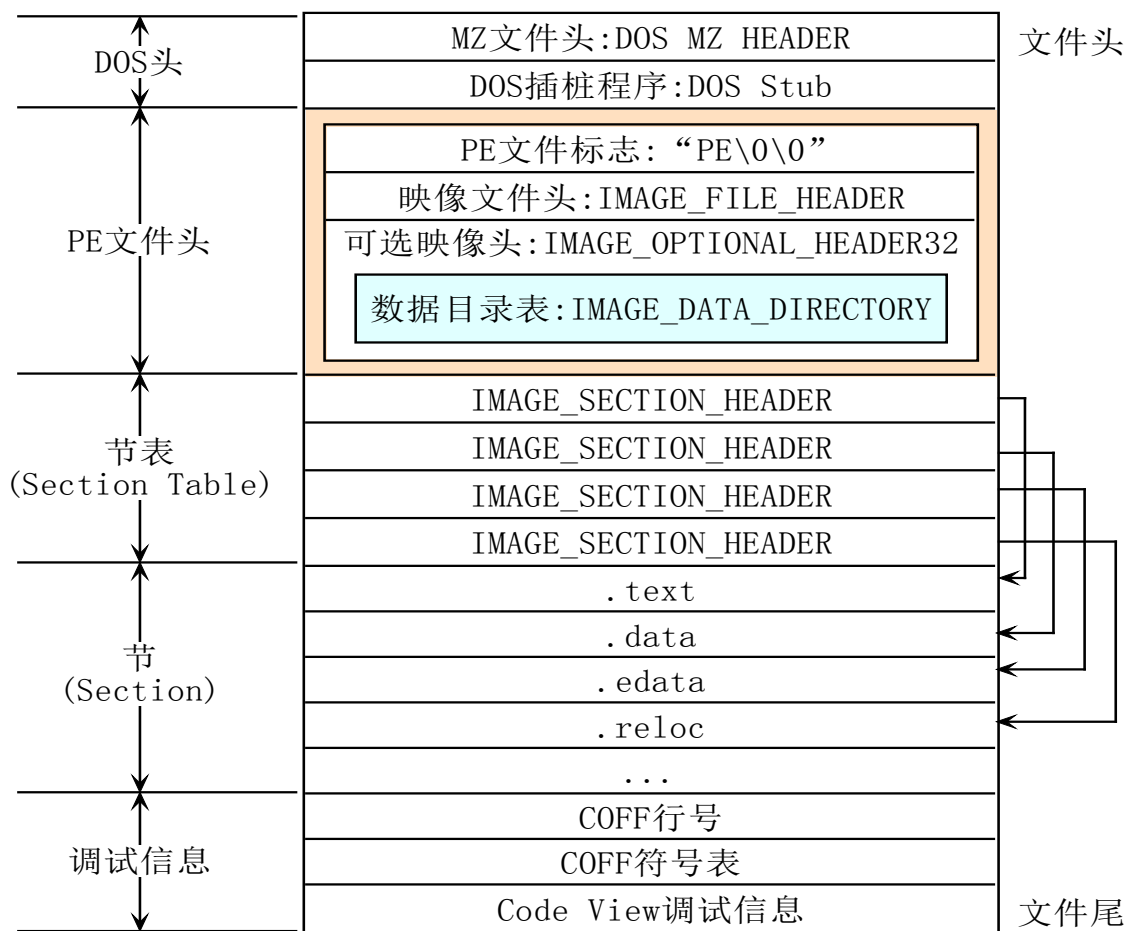 MZ文件头:DOS MZ HEADER
文件头
DOS头
DOS插桩程序:DOS Stub
PE文件标志:“PE\0\0”
映像文件头:IMAGE_FILE_HEADER
PE文件头
可选映像头:IMAGE_OPTIONAL_HEADER32
数据目录表:IMAGE_DATA_DIRECTORY
IMAGE_SECTION_HEADER
节表
(Section Table)
IMAGE_SECTION_HEADER
IMAGE_SECTION_HEADER
IMAGE_SECTION_HEADER
.text
.data
节
(Section)
.edata
.reloc
...
COFF行号
调试信息
COFF符号表
Code View调试信息
文件尾